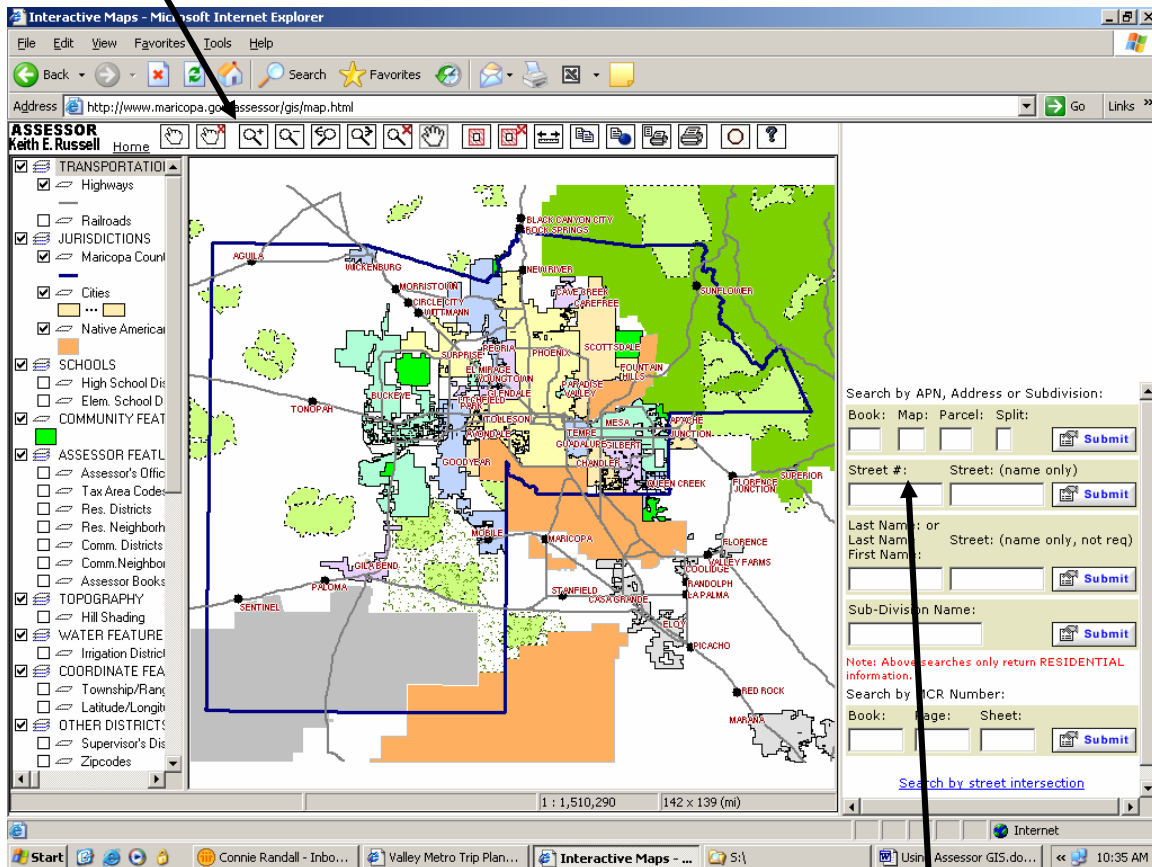 Interactive Maps - Microsoft Internet Explorer
File Edit View Favorites Tools Help
Back Search Favorites
Address http://www.maricopa.gov/assessor/gis/map.html Go Links »
ASSESSOR
Keith E. Russell Home
TRANSPORTATIO
Highways
Railroads
JURISDICTIONS
Maricopa Count
Cities
...
Native American
SCHOOLS
High School Dis
Elem. School D
COMMUNITY FEAT
ASSESSOR FEATU
Assessor's Offic
Tax Area Codes
Res. Districts
Res. Neighborh
Comm. Districts
Comm.Neighbor
Assessor Books
TOPOGRAPHY
Hill Shading
WATER FEATURE
Irrigation District
COORDINATE FEA
Township/Rang
Latitude/Longitu
OTHER DISTRICTS
Supervisor's Dis
Zipcodes
BLACK CANYON CITY
ROCK SPRINGS
AGUILA
WICKENBURG
NEW RIVER
MORRISTOWN
CAVE CREEK
SUNFLOWER
CIRCLE CITY
CAREFREE
WITTMANN
PEORIA
SCOTTSDALE
SURPRISE
PHOENIX
EL MIRAGE
FOUNTAIN
HILLS
YOUNGTOWN
PARADISE
VALLEY
BUCKEYE
GLENDALE
LITCHFIELD
PARK
TONOPAH
TOLLESON
MESA
APACHE
JUNCTION
AVONDALE
TEMPE
GUADALUPE
GILBERT
GOODYEAR
CHANDLER
SUPERIOR
QUEEN CREEK
FLORENCE
JUNCTION
MOBILE
MARICOPA
FLORENCE
VALLEY FARMS
GILA BEND
COOLIDGE
PALOMA
RANDOLPH
STANFIELD
LA PALMA
SENTINEL
CASA GRANDE
ELOY
PICACHO
RED ROCK
MARANA
Search by APN, Address or Subdivision:
Book: Map: Parcel: Split:
Submit
Street #: Street: (name only)
Submit
Last Name: or
Last Name Street: (name only, not req)
First Name:
Submit
Sub-Division Name:
Submit
Note: Above searches only return RESIDENTIAL
information.
Search by MCR Number:
Book: Page: Sheet:
Submit
Search by street intersection
1 : 1,510,290 142 x 139 (mi)
Internet
Start Connie Randall - Inbo... Valley Metro Trip Plan... Interactive Maps - ... S:\ Using Assessor GIS.do... « 10:35 AM